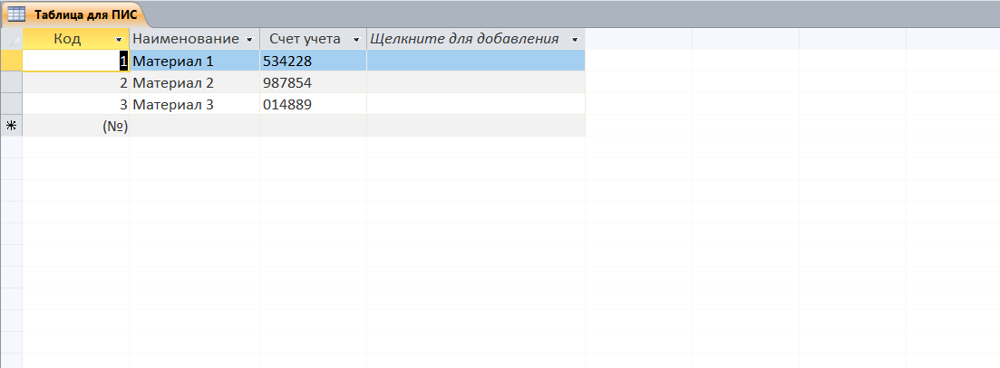 Таблица для ПИС
Код Наименование Счет учета Щелкните для добавления
1 Материал 1 534228
2 Материал 2 987854
3 Материал 3 014889
(№)